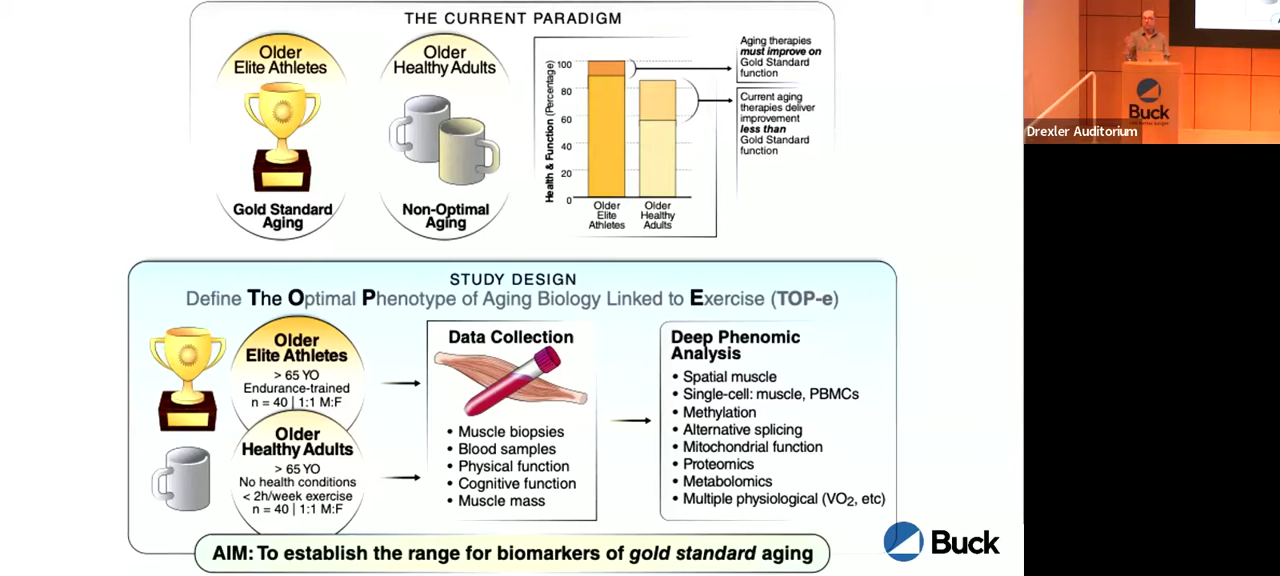 THE CURRENT PARADIGM
Older
Elite Athletes
Gold Standard
Aging
Older
Healthy Adults
Non-Optimal
Aging
Health & Function (Percentage)
100
80
60
40
20
0
Older
Elite
Athletes
Older
Healthy
Adults
Aging therapies
must improve on
Gold Standard
function
Current aging
therapies deliver
improvement
less than
Gold Standard
function
STUDY DESIGN
Define The Optimal Phenotype of Aging Biology Linked to Exercise (TOP-e)
Older
Elite Athletes
> 65 YO
Endurance-trained
n = 40 | 1:1 M:F
Older
Healthy Adults
> 65 YO
No health conditions
< 2h/week exercise
n = 40 | 1:1 M:F
Data Collection
• Muscle biopsies
• Blood samples
• Physical function
• Cognitive function
• Muscle mass
Deep Phenomic
Analysis
• Spatial muscle
• Single-cell: muscle, PBMCs
• Methylation
• Alternative splicing
• Mitochondrial function
• Proteomics
• Metabolomics
• Multiple physiological (VO2, etc)
AIM: To establish the range for biomarkers of gold standard aging
Buck
Buck
Drexler Auditorium